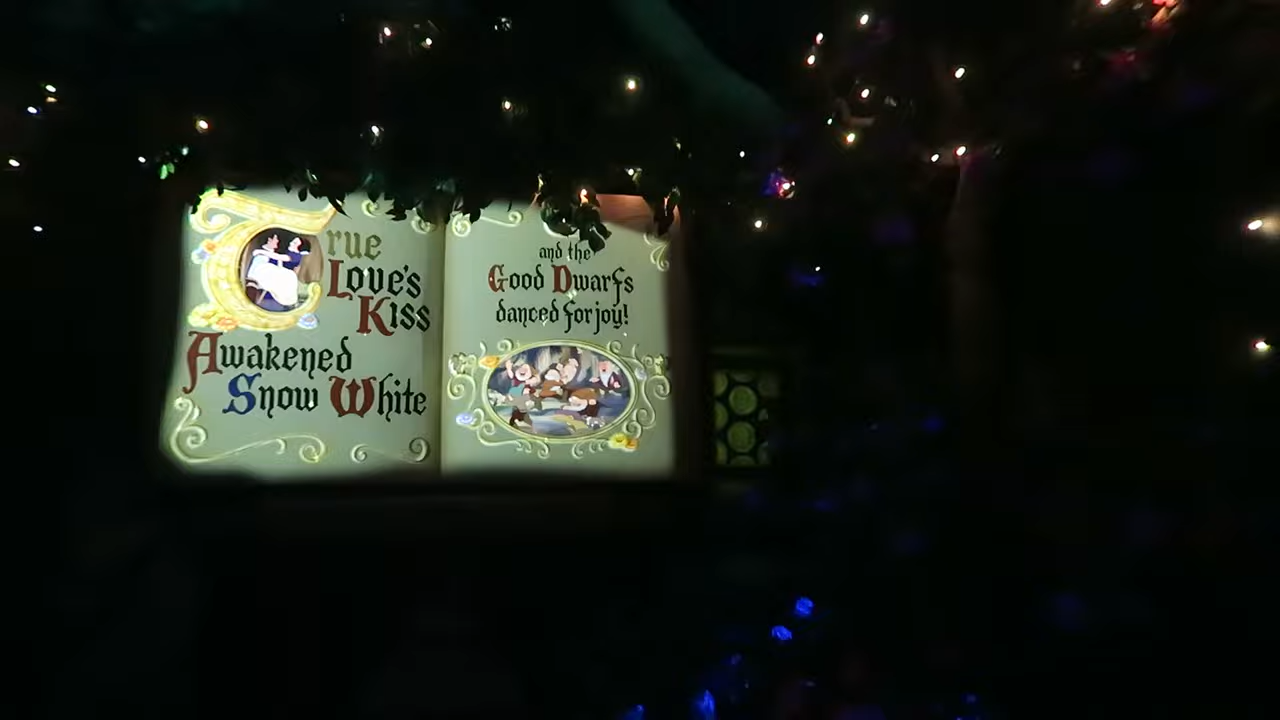 True
Love's
Kiss
Awakened
Snow White
and the
Good Dwarfs
danced for joy!